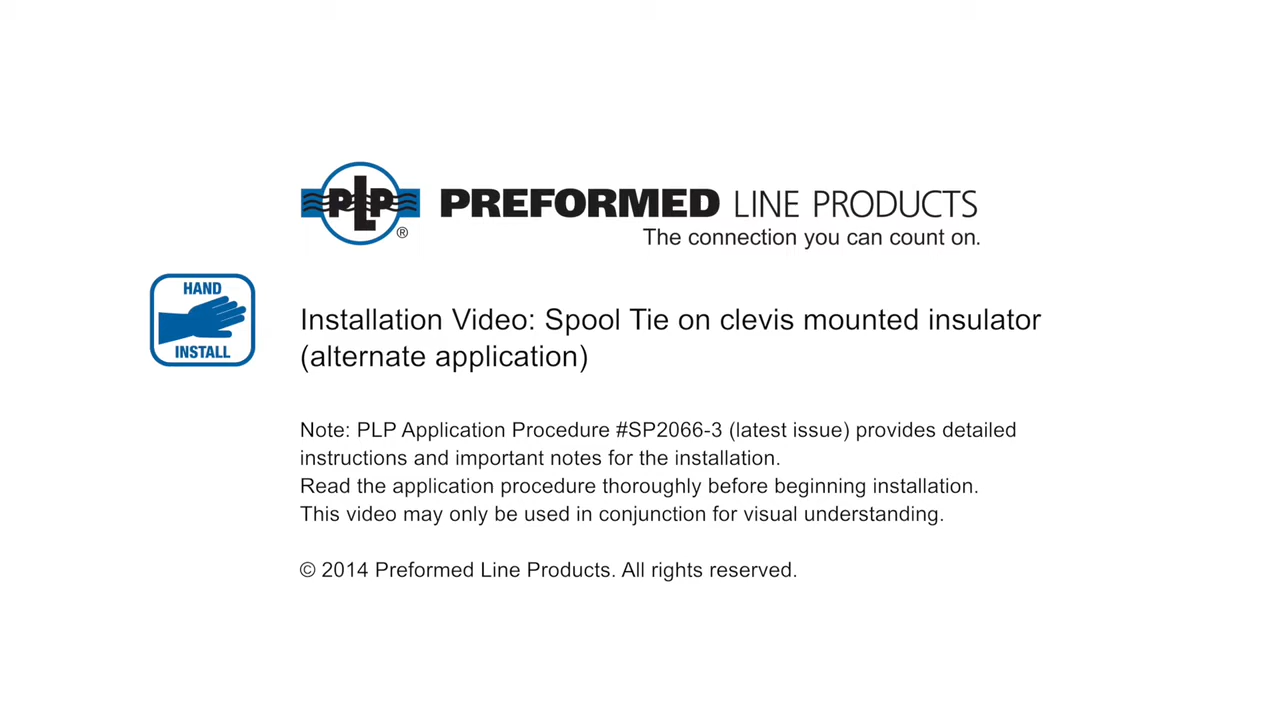 PLP ® PREFORMED LINE PRODUCTS
The connection you can count on.
HAND
INSTALL
Installation Video: Spool Tie on clevis mounted insulator
(alternate application)
Note: PLP Application Procedure #SP2066-3 (latest issue) provides detailed
instructions and important notes for the installation.
Read the application procedure thoroughly before beginning installation.
This video may only be used in conjunction for visual understanding.
© 2014 Preformed Line Products. All rights reserved.